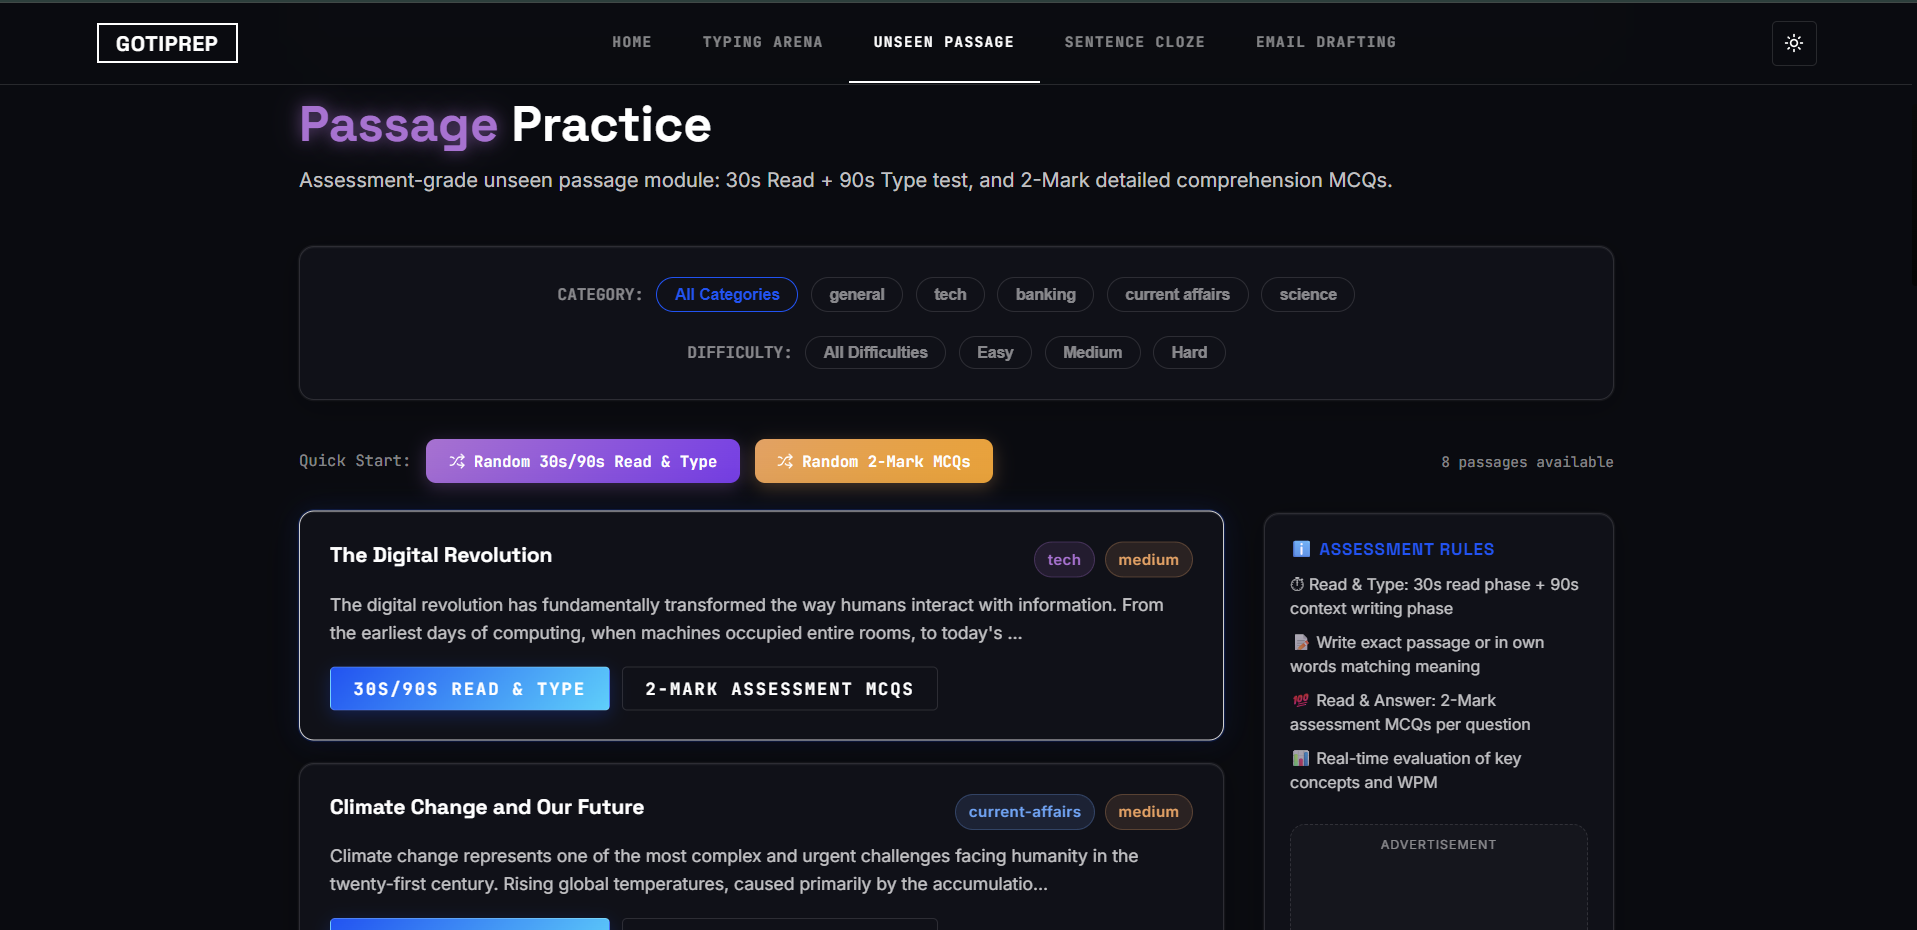 GOTIPREP
HOME
TYPING ARENA
UNSEEN PASSAGE
SENTENCE CLOZE
EMAIL DRAFTING
Passage Practice
Assessment-grade unseen passage module: 30s Read + 90s Type test, and 2-Mark detailed comprehension MCQs.
CATEGORY:
All Categories
general
tech
banking
current affairs
science
DIFFICULTY:
All Difficulties
Easy
Medium
Hard
Quick Start:
Random 30s/90s Read & Type
Random 2-Mark MCQs
8 passages available
The Digital Revolution
tech
medium
The digital revolution has fundamentally transformed the way humans interact with information. From
the earliest days of computing, when machines occupied entire rooms, to today's ...
30S/90S READ & TYPE
2-MARK ASSESSMENT MCQS
Climate Change and Our Future
current-affairs
medium
Climate change represents one of the most complex and urgent challenges facing humanity in the
twenty-first century. Rising global temperatures, caused primarily by the accumulatio...
ℹ️ ASSESSMENT RULES
⏱ Read & Type: 30s read phase + 90s
context writing phase
📝 Write exact passage or in own
words matching meaning
💯 Read & Answer: 2-Mark
assessment MCQs per question
📊 Real-time evaluation of key
concepts and WPM
ADVERTISEMENT